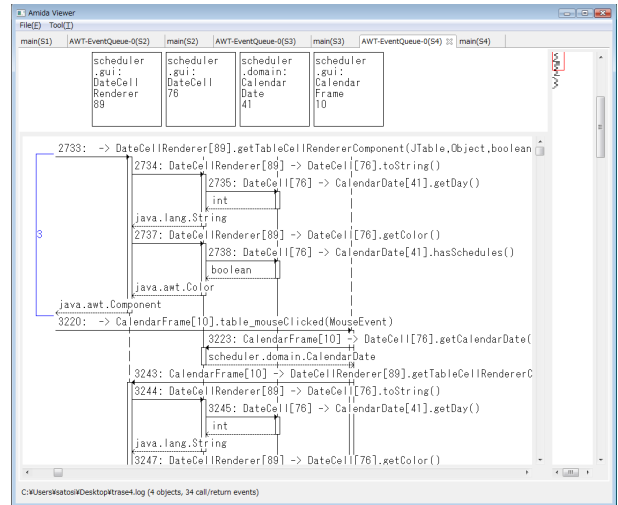 Amida Viewer
File(F) Tool(T)
main(S1) AWT-EventQueue-0(S2) main(S2) AWT-EventQueue-0(S3) main(S3) AWT-EventQueue-0(S4) main(S4)
scheduler
.gui:
DateCell
Renderer
89
scheduler
.gui:
DateCell
76
scheduler
.domain:
Calendar
Date
41
scheduler
.gui:
Calendar
Frame
10
2733: -> DateCellRenderer[89].getTableCellRendererComponent(JTable,Object,boolean
2734: DateCellRenderer[89] -> DateCell[76].toString()
2735: DateCell[76] -> CalendarDate[41].getDay()
int
java.lang.String
3
2737: DateCellRenderer[89] -> DateCell[76].getColor()
2738: DateCell[76] -> CalendarDate[41].hasSchedules()
boolean
java.awt.Color
java.awt.Component
3220: -> CalendarFrame[10].table_mouseClicked(MouseEvent)
3223: CalendarFrame[10] -> DateCell[76].getCalendarDate(
scheduler.domain.CalendarDate
3243: CalendarFrame[10] -> DateCellRenderer[89].getTableCellRendererC
3244: DateCellRenderer[89] -> DateCell[76].toString()
3245: DateCell[76] -> CalendarDate[41].getDay()
int
java.lang.String
3247: DateCellRenderer[89] -> DateCell[76].getColor()
C:¥Users¥satosi¥Desktop¥trase4.log (4 objects, 34 call/return events)